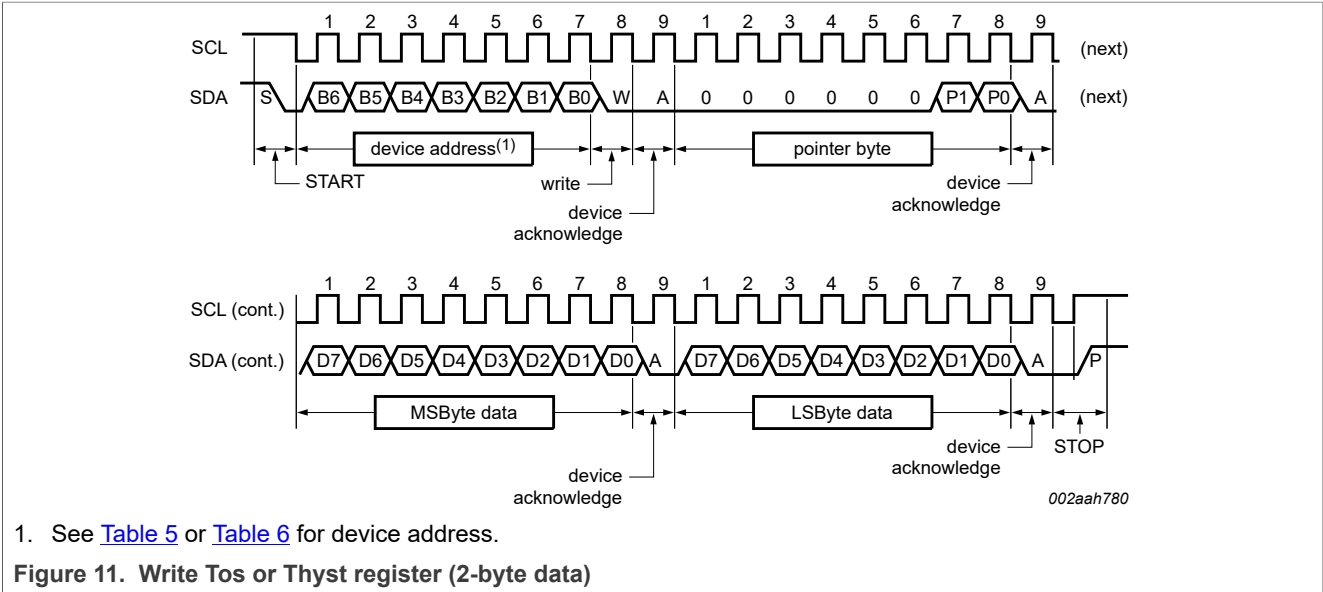 1 2 3 4 5 6 7 8 9 1 2 3 4 5 6 7 8 9
SCL (next)
SDA S B6 B5 B4 B3 B2 B1 B0 W A 0 0 0 0 0 0 P1 P0 A (next)
device address(1) pointer byte
START write device
device acknowledge
acknowledge
1 2 3 4 5 6 7 8 9 1 2 3 4 5 6 7 8 9
SCL (cont.)
SDA (cont.) D7 D6 D5 D4 D3 D2 D1 D0 A D7 D6 D5 D4 D3 D2 D1 D0 A P
MSByte data LSByte data
device STOP
acknowledge
device
acknowledge 002aah780
1. See Table 5 or Table 6 for device address.
Figure 11. Write Tos or Thyst register (2-byte data)